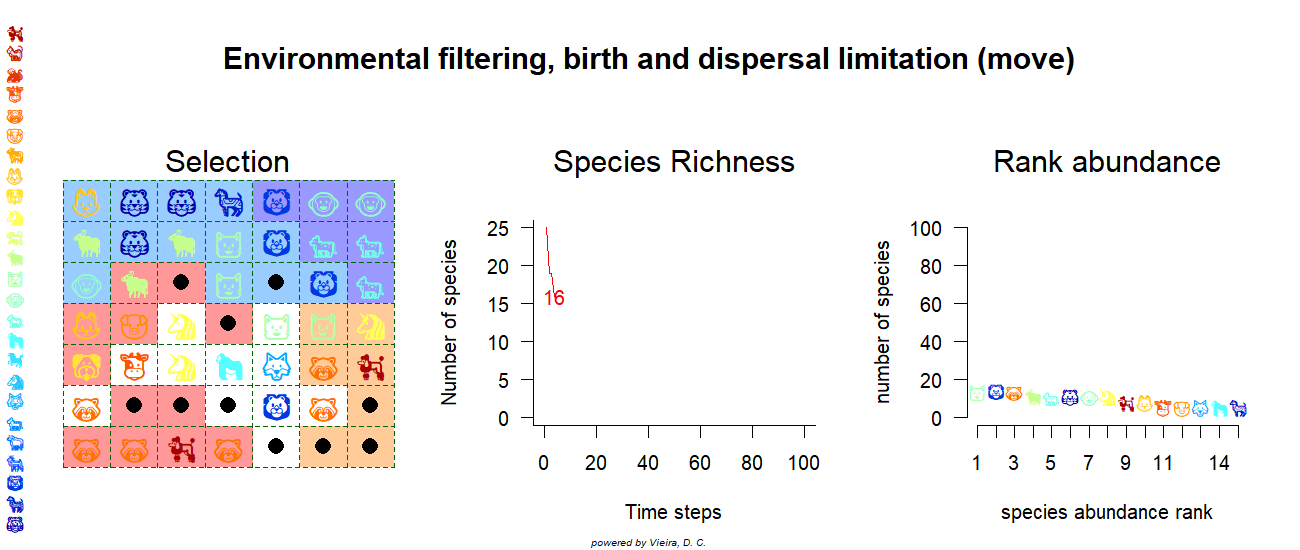 Environmental filtering, birth and dispersal limitation (move)
Selection
Species Richness
Number of species
25
20
15
10
5
0
16
0 20 40 60 80 100
Time steps
Rank abundance
number of species
100
80
60
40
20
0
1 3 5 7 9 11 14
species abundance rank
powered by Vieira, D. C.